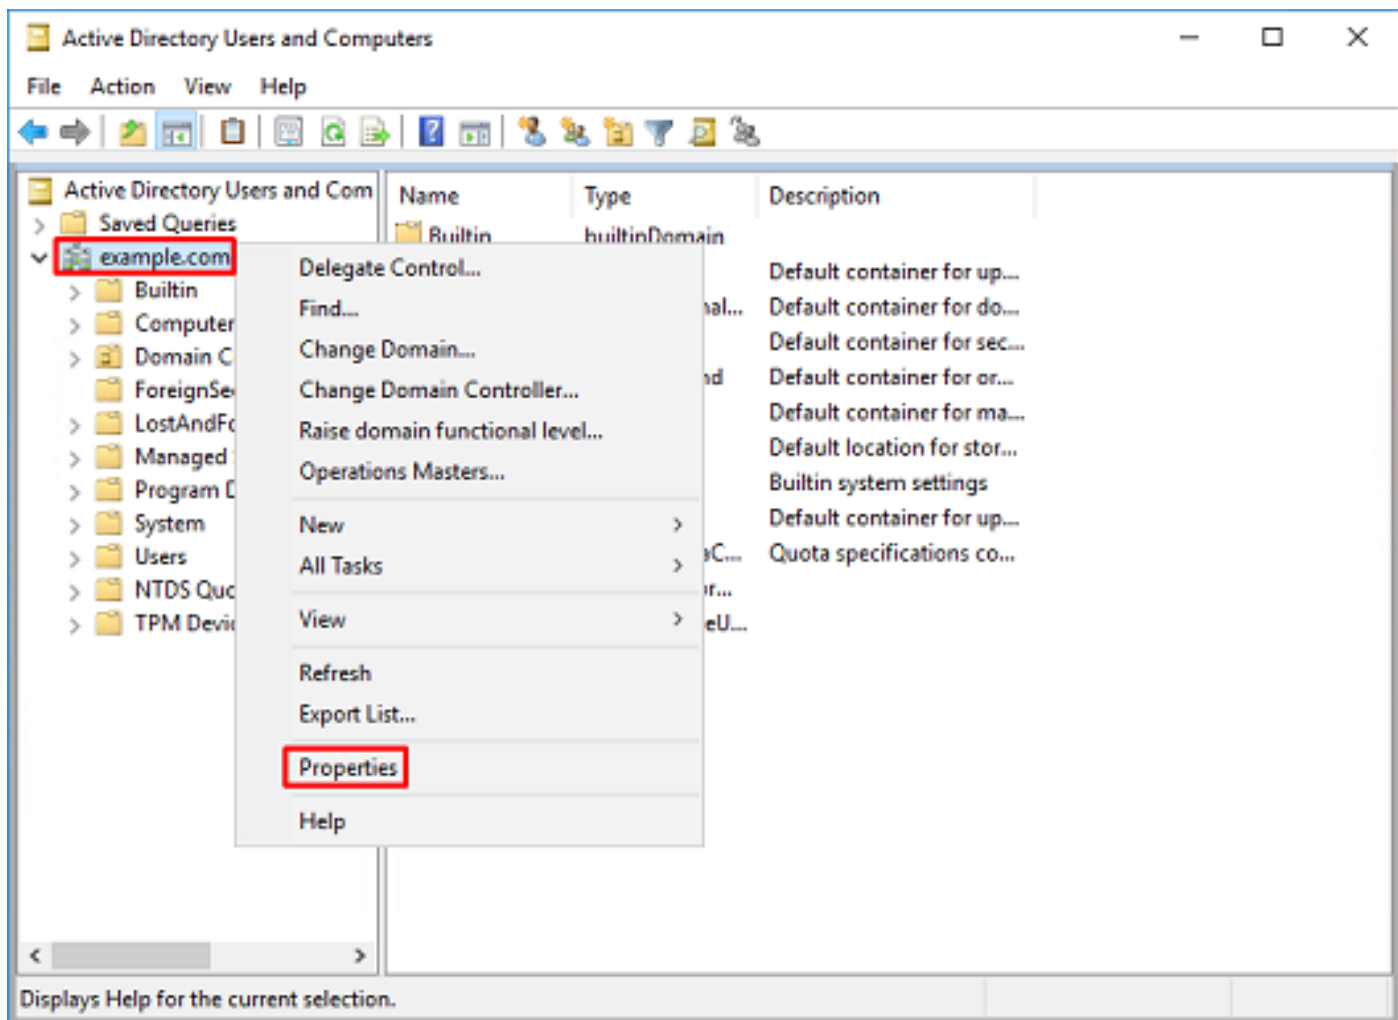 Active Directory Users and Computers
File Action View Help
Active Directory Users and Com
Saved Queries
example.com
Builtin
Computer
Domain C
ForeignSe
LostAndFo
Managed
Program D
System
Users
NTDS Quo
TPM Devi
Name Type Description
Builtin builtinDomain
Default container for up...
nal... Default container for do...
Default container for sec...
nd Default container for or...
Default container for ma...
Default location for stor...
Builtin system settings
Default container for up...
aC... Quota specifications co...
r...
eU...
Delegate Control...
Find...
Change Domain...
Change Domain Controller...
Raise domain functional level...
Operations Masters...
New
All Tasks
View
Refresh
Export List...
Properties
Help
Displays Help for the current selection.